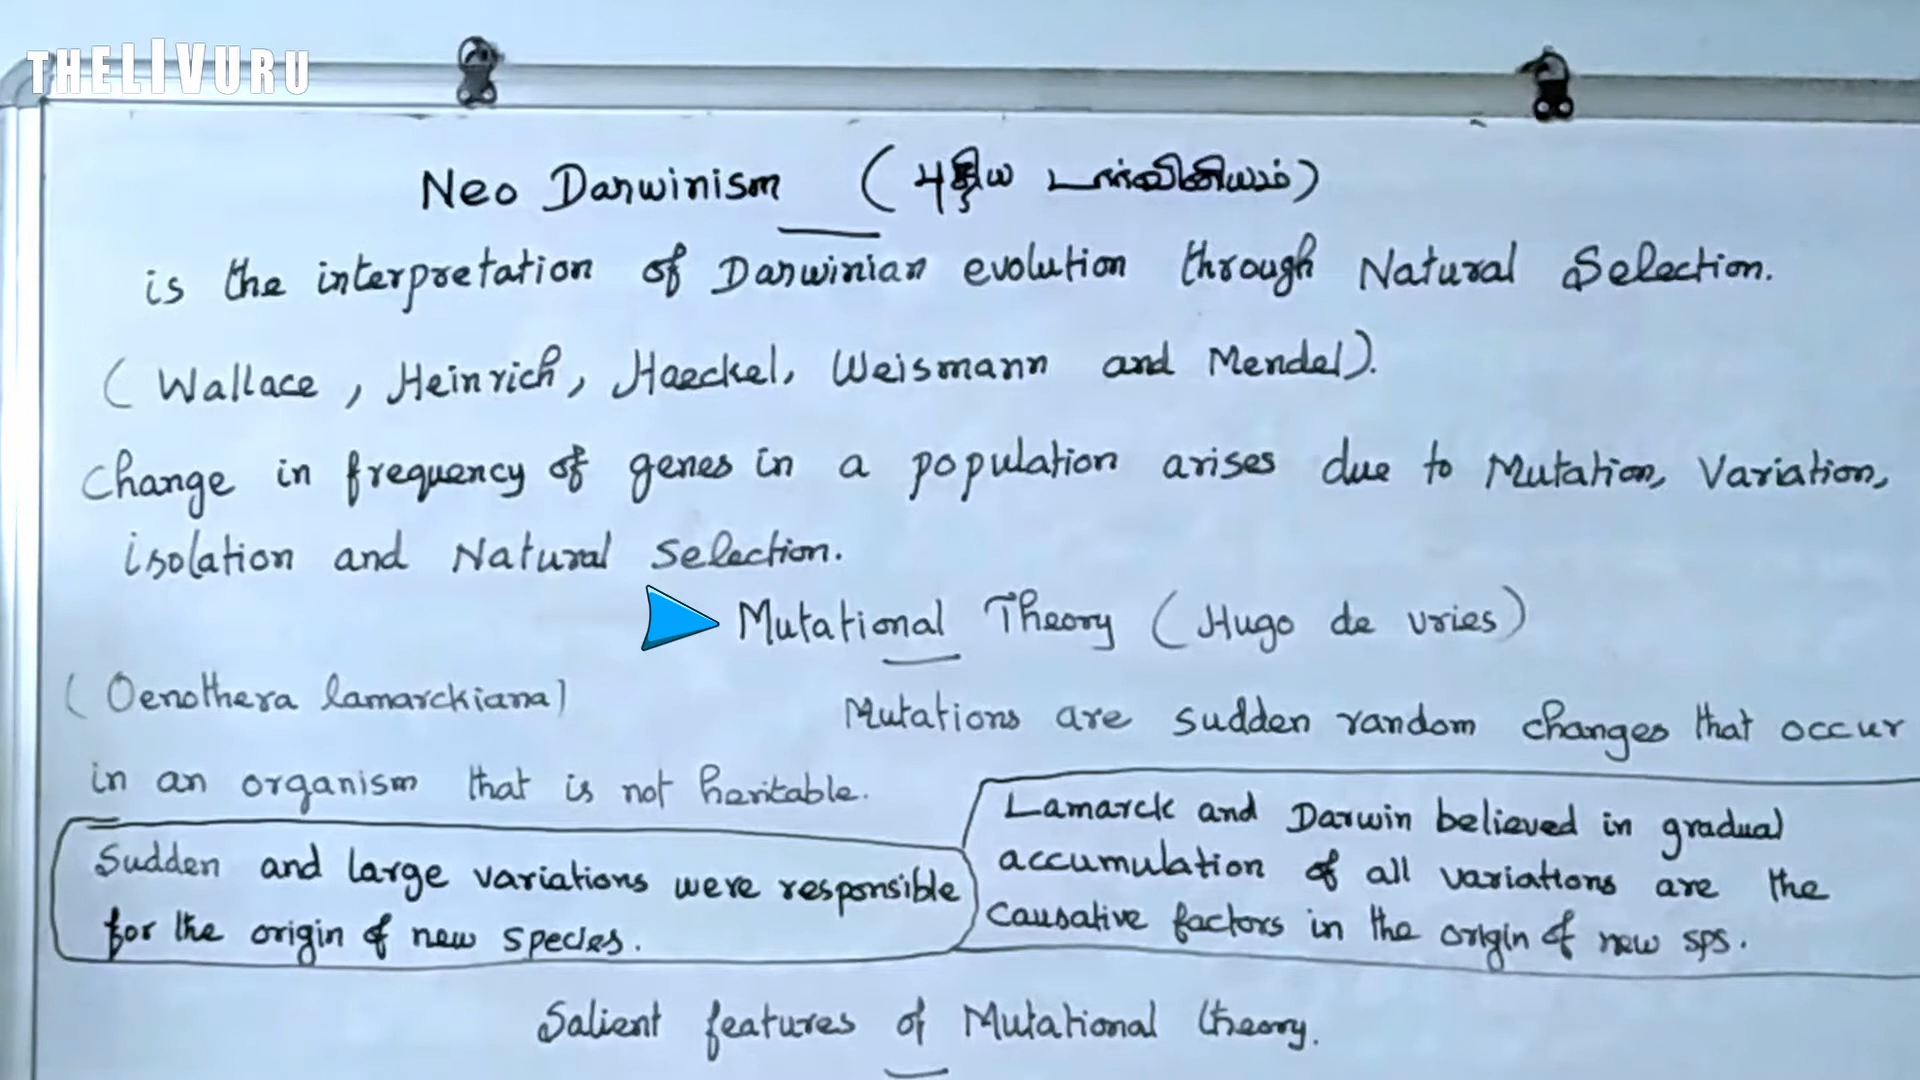 THELIVURU
Neo Darwinism (புதிய டார்வினியம்)
is the interpretation of Darwinian evolution through Natural Selection.
(Wallace, Heinrich, Haeckel, Weismann and Mendel).
Change in frequency of genes in a population arises due to Mutation, Variation,
isolation and Natural Selection.
Mutational Theory (Hugo de vries)
(Oenothera lamarckiana)
Mutations are sudden random changes that occur
in an organism that is not heritable.
Sudden and large variations were responsible
for the origin of new species.
Lamarck and Darwin believed in gradual
accumulation of all variations are the
causative factors in the origin of new sps.
Salient features of Mutational theory.